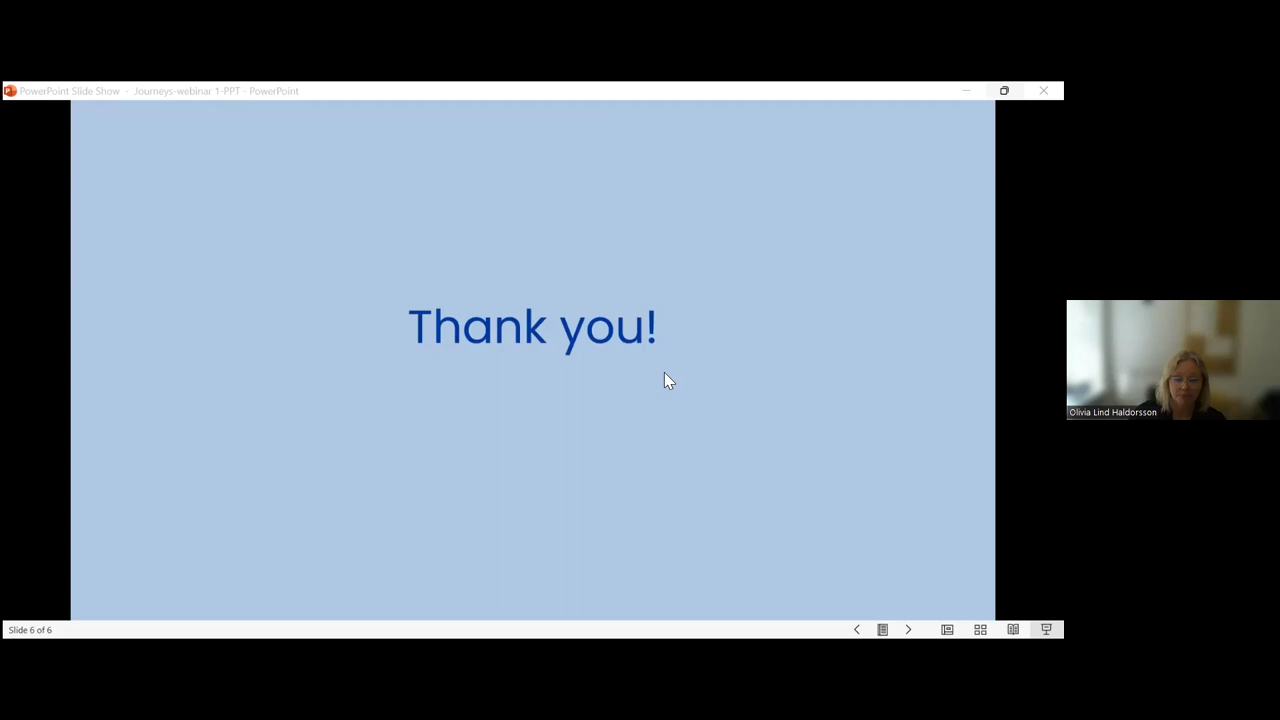 PowerPoint Slide Show - Journeys-webinar 1-PPT - PowerPoint
Thank you!
Olivia Lind Haldorsson
Slide 6 of 6